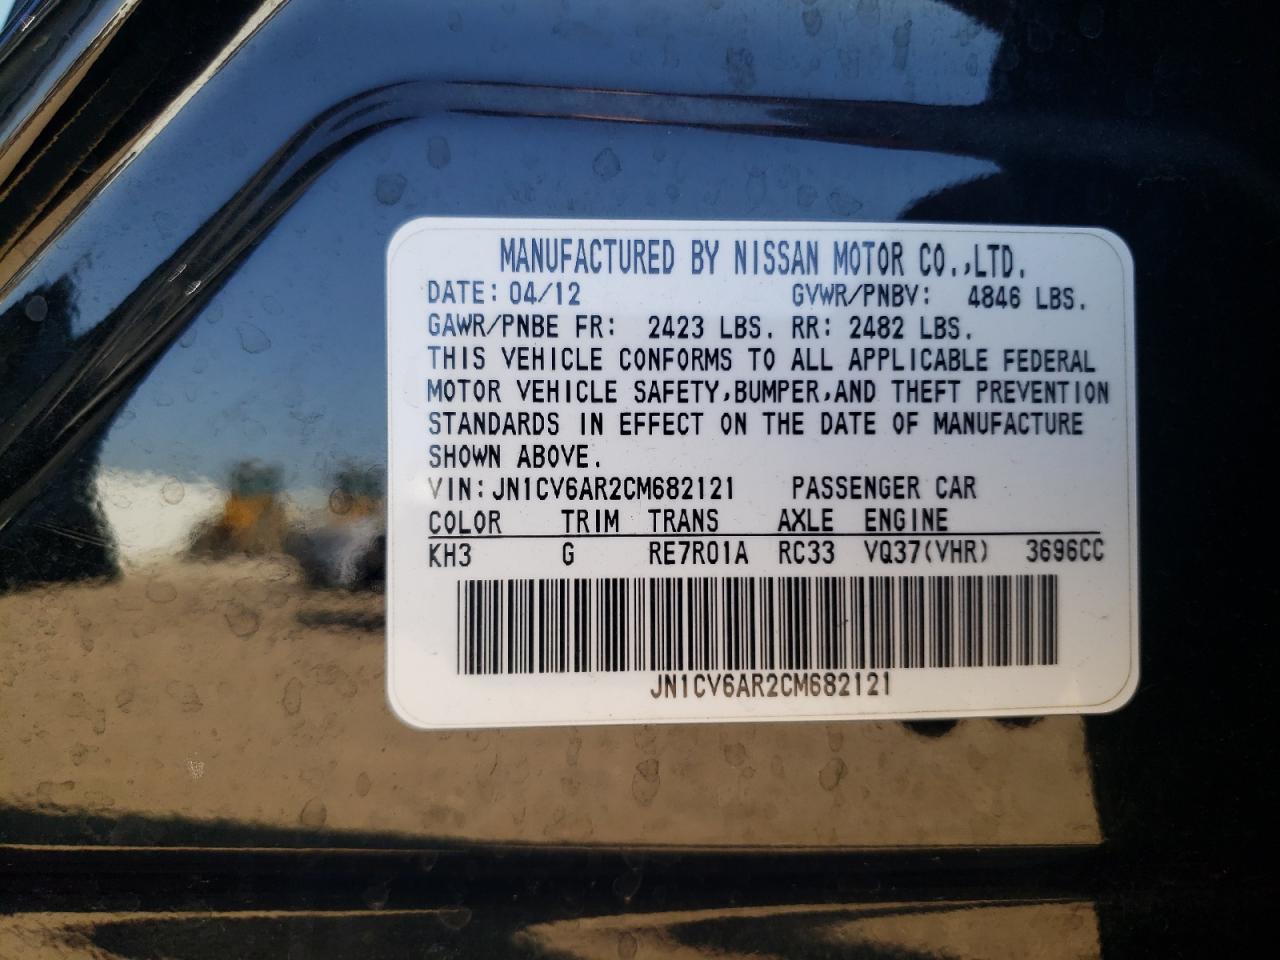 MANUFACTURED BY NISSAN MOTOR CO.,LTD.
DATE: 04/12 GVWR/PNBV: 4846 LBS.
GAWR/PNBE FR: 2423 LBS. RR: 2482 LBS.
THIS VEHICLE CONFORMS TO ALL APPLICABLE FEDERAL
MOTOR VEHICLE SAFETY,BUMPER,AND THEFT PREVENTION
STANDARDS IN EFFECT ON THE DATE OF MANUFACTURE
SHOWN ABOVE.
VIN:JN1CV6AR2CM682121 PASSENGER CAR
COLOR TRIM TRANS AXLE ENGINE
KH3 G RE7R01A RC33 VQ37(VHR) 3696CC
JN1CV6AR2CM682121